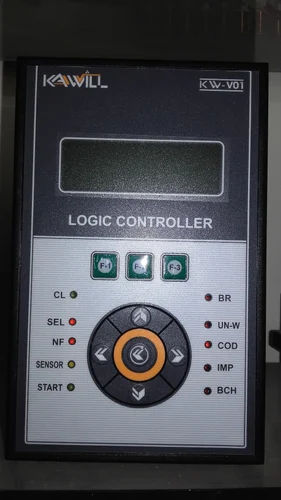 KAWILL
KW-V01
LOGIC CONTROLLER
F-1
F-3
CL
BR
SEL
UN-W
NF
COD
SENSOR
IMP
START
BCH